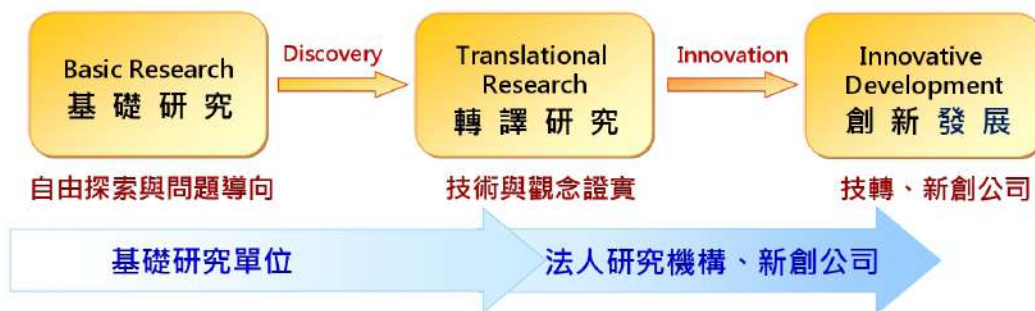 Basic Research
基礎研究
Discovery
Translational
Research
轉譯研究
Innovation
Innovative
Development
創新發展
自由探索與問題導向
技術與觀念證實
技轉、新創公司
基礎研究單位
法人研究機構、新創公司